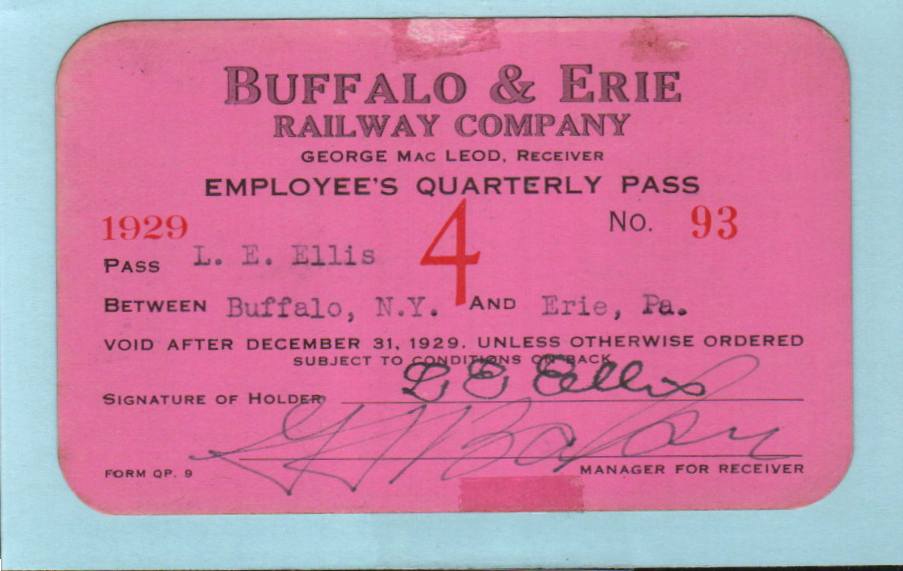 BUFFALO & ERIE
RAILWAY COMPANY
GEORGE MAC LEOD, RECEIVER
EMPLOYEE'S QUARTERLY PASS
1929 4 No. 93
PASS L. E. Ellis
BETWEEN Buffalo, N.Y. AND Erie, Pa.
VOID AFTER DECEMBER 31, 1929. UNLESS OTHERWISE ORDERED
SUBJECT TO CONDITIONS ON BACK
SIGNATURE OF HOLDER L E Ellis
FORM QP. 9 MANAGER FOR RECEIVER